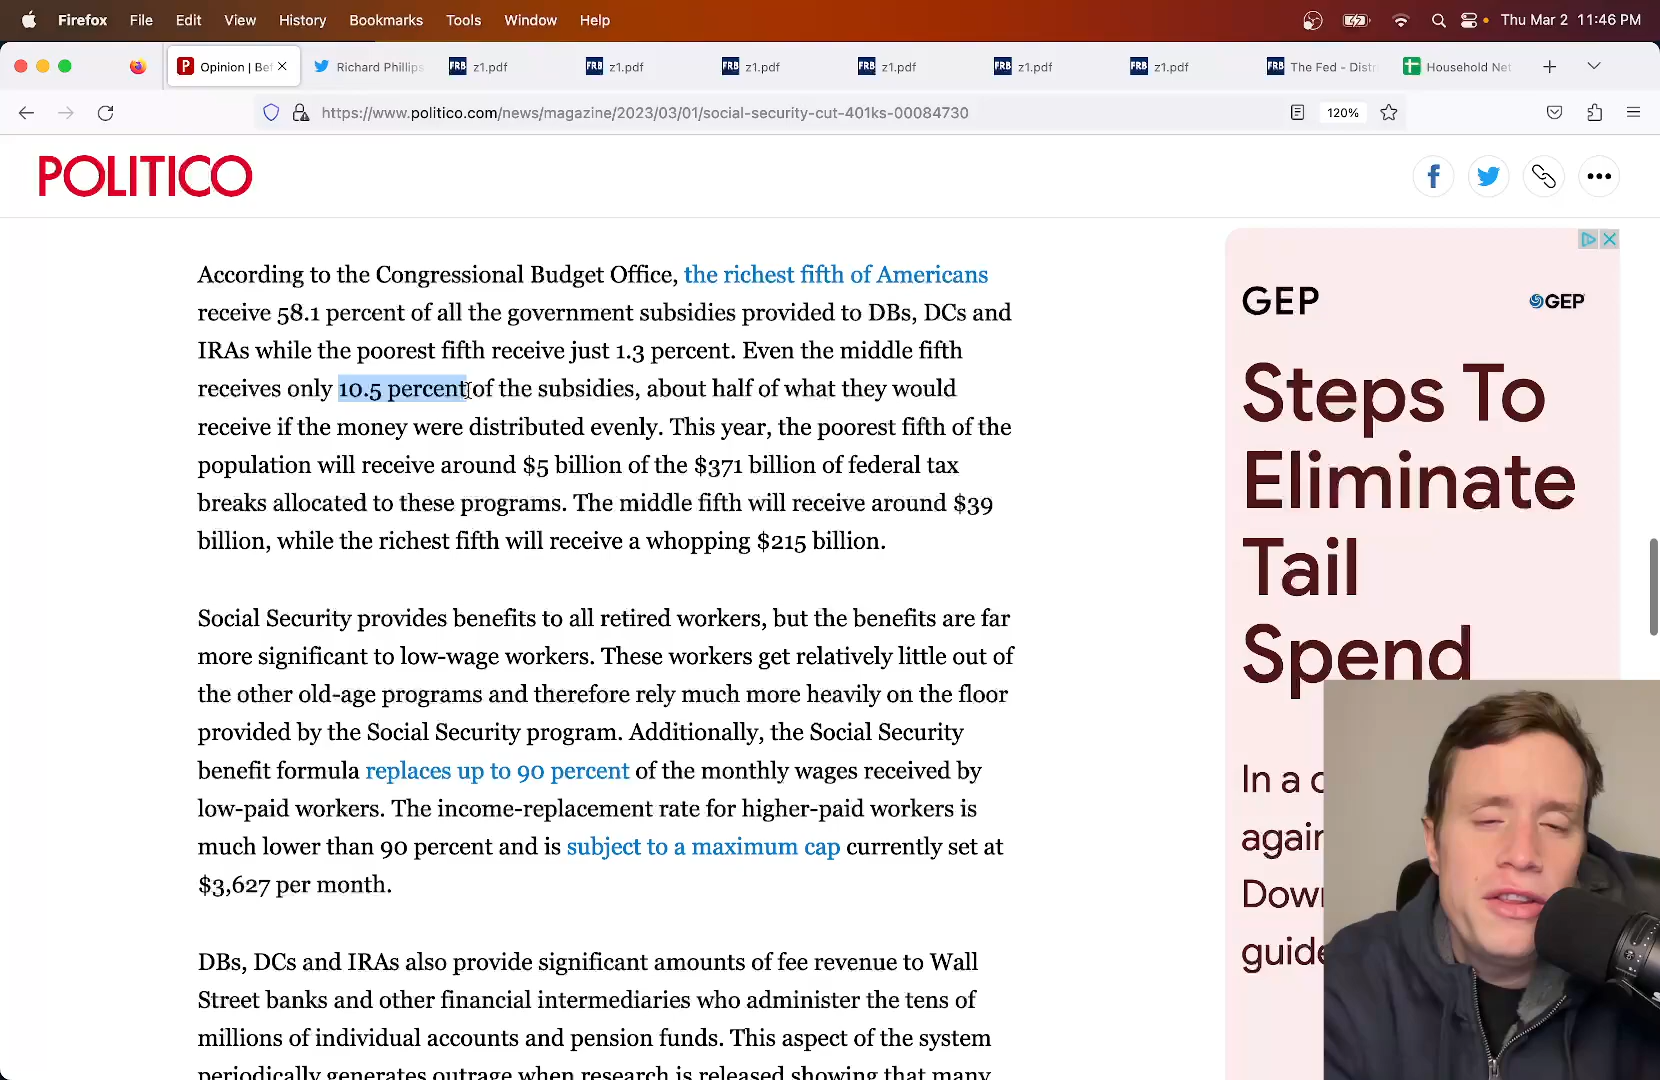 Firefox File Edit View History Bookmarks Tools Window Help Thu Mar 2 11:46 PM
Opinion | Bef Richard Phillips z1.pdf z1.pdf z1.pdf z1.pdf z1.pdf z1.pdf The Fed - Distr Household Net
https://www.politico.com/news/magazine/2023/03/01/social-security-cut-401ks-00084730 120%
POLITICO
According to the Congressional Budget Office, the richest fifth of Americans
receive 58.1 percent of all the government subsidies provided to DBs, DCs and
IRAs while the poorest fifth receive just 1.3 percent. Even the middle fifth
receives only 10.5 percent of the subsidies, about half of what they would
receive if the money were distributed evenly. This year, the poorest fifth of the
population will receive around $5 billion of the $371 billion of federal tax
breaks allocated to these programs. The middle fifth will receive around $39
billion, while the richest fifth will receive a whopping $215 billion.
Social Security provides benefits to all retired workers, but the benefits are far
more significant to low-wage workers. These workers get relatively little out of
the other old-age programs and therefore rely much more heavily on the floor
provided by the Social Security program. Additionally, the Social Security
benefit formula replaces up to 90 percent of the monthly wages received by
low-paid workers. The income-replacement rate for higher-paid workers is
much lower than 90 percent and is subject to a maximum cap currently set at
$3,627 per month.
DBs, DCs and IRAs also provide significant amounts of fee revenue to Wall
Street banks and other financial intermediaries who administer the tens of
millions of individual accounts and pension funds. This aspect of the system
periodically generates outrage when research is released showing that many
GEP GEP
Steps To
Eliminate
Tail
Spend
In a
again
Down
guide